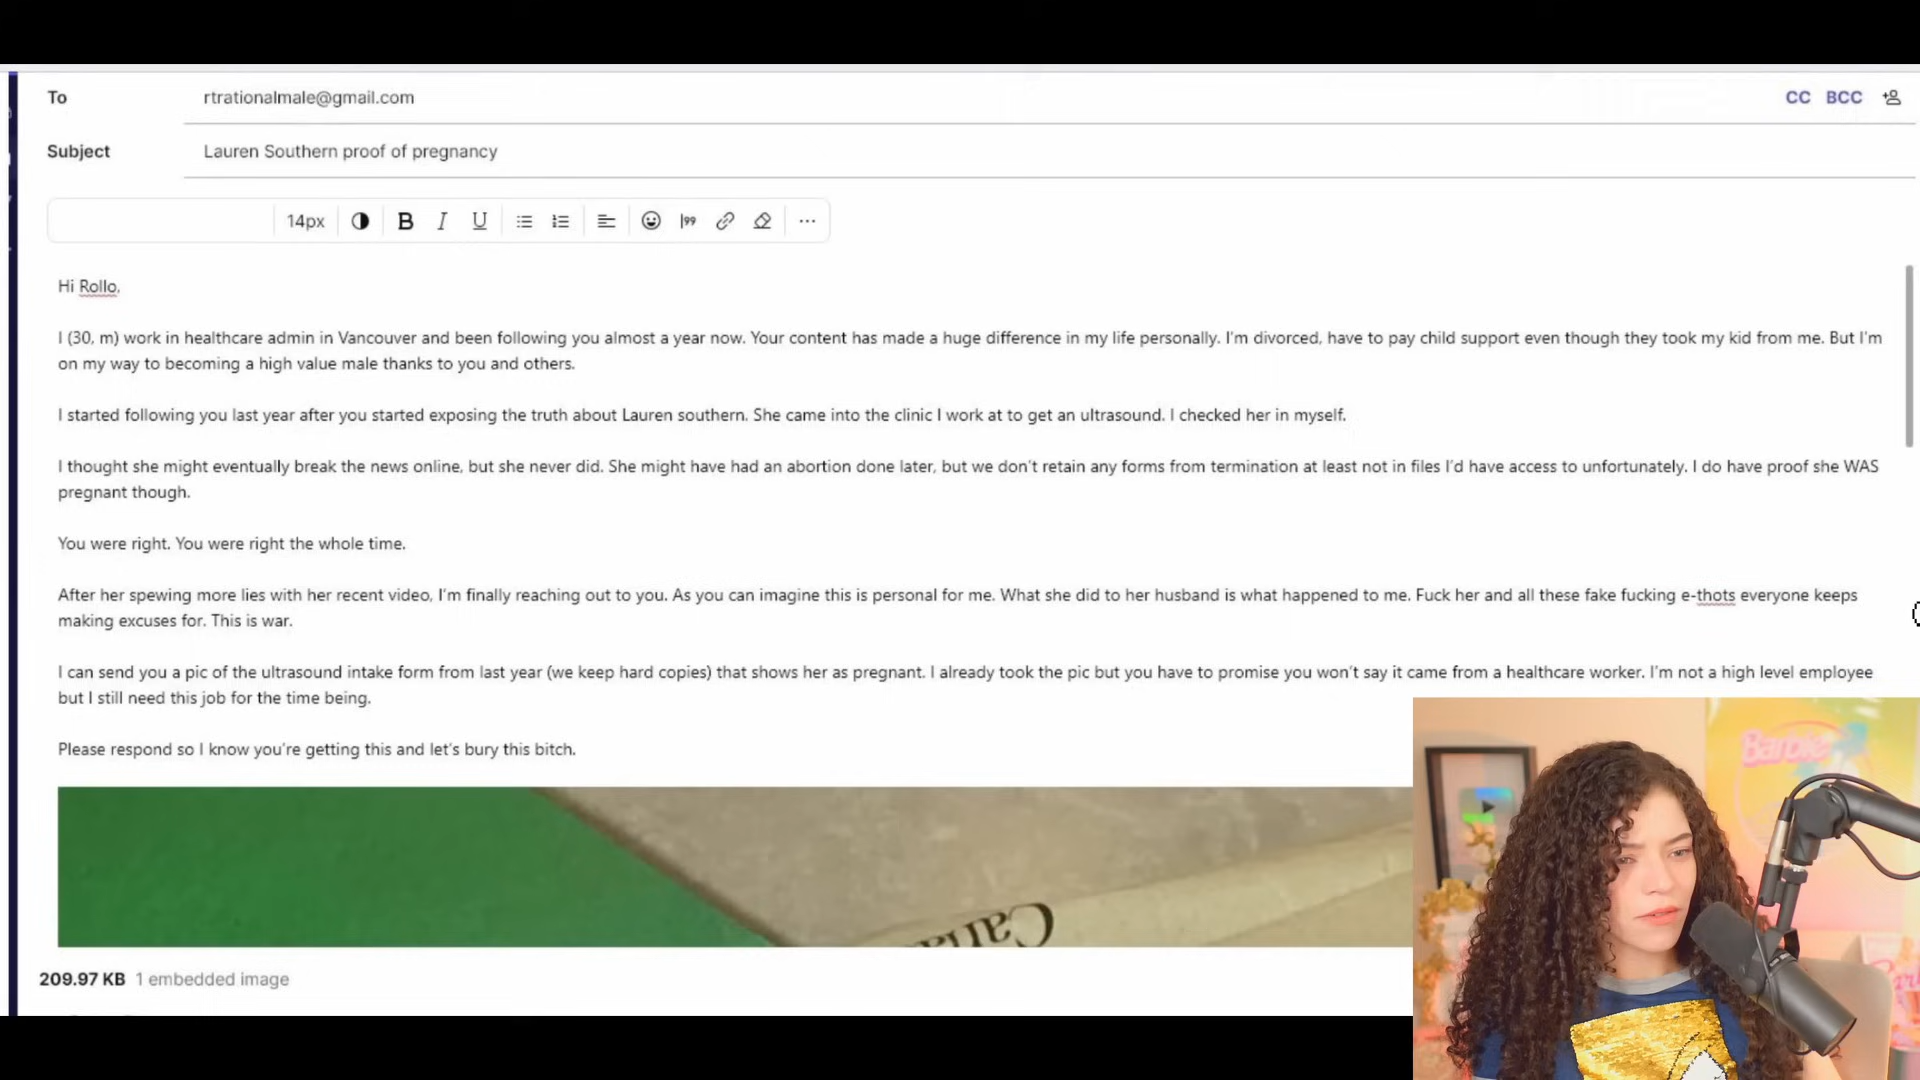 To rtrationalmale@gmail.com CC BCC
Subject Lauren Southern proof of pregnancy
14px B I U
Hi Rollo,
I (30, m) work in healthcare admin in Vancouver and been following you almost a year now. Your content has made a huge difference in my life personally. I'm divorced, have to pay child support even though they took my kid from me. But I'm
on my way to becoming a high value male thanks to you and others.
I started following you last year after you started exposing the truth about Lauren southern. She came into the clinic I work at to get an ultrasound. I checked her in myself.
I thought she might eventually break the news online, but she never did. She might have had an abortion done later, but we don't retain any forms from termination at least not in files I'd have access to unfortunately. I do have proof she WAS
pregnant though.
You were right. You were right the whole time.
After her spewing more lies with her recent video, I'm finally reaching out to you. As you can imagine this is personal for me. What she did to her husband is what happened to me. Fuck her and all these fake fucking e-thots everyone keeps
making excuses for. This is war.
I can send you a pic of the ultrasound intake form from last year (we keep hard copies) that shows her as pregnant. I already took the pic but you have to promise you won't say it came from a healthcare worker. I'm not a high level employee
but I still need this job for the time being.
Please respond so I know you're getting this and let's bury this bitch.
Barbie
209.97 KB 1 embedded image